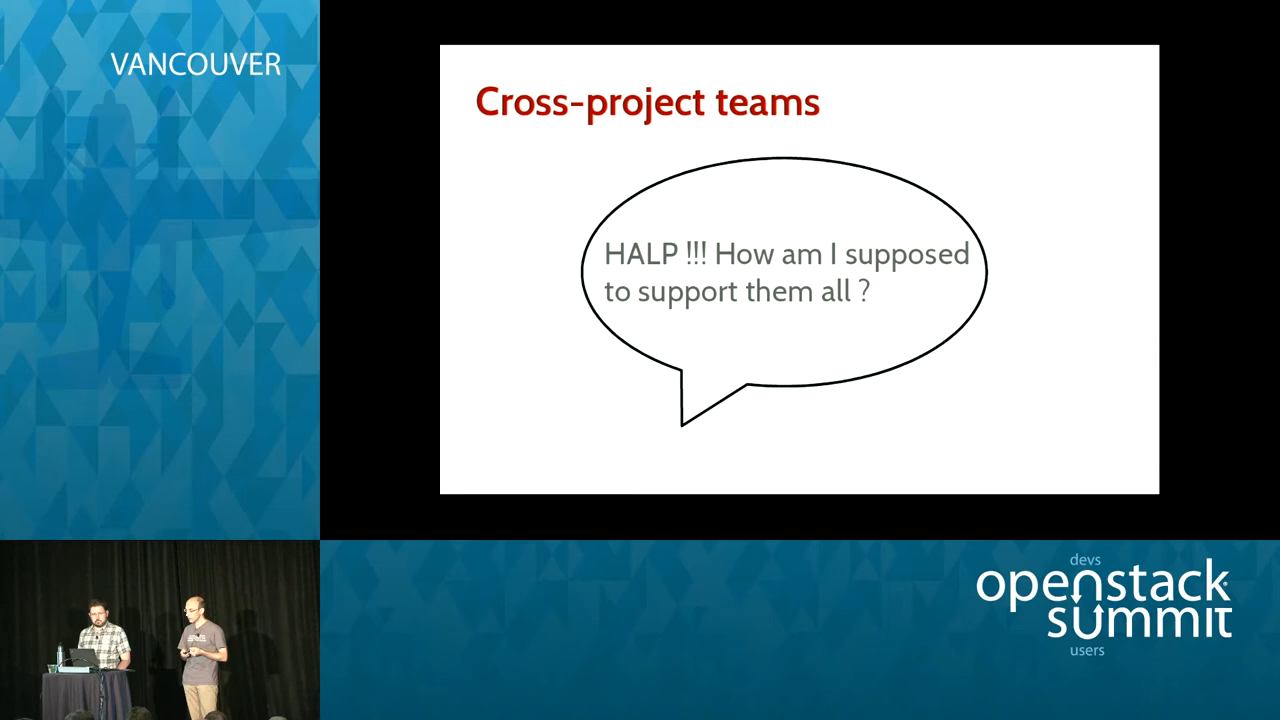 VANCOUVER
Cross-project teams
HALP !!! How am I supposed
to support them all ?
devs
openstack
summit
users